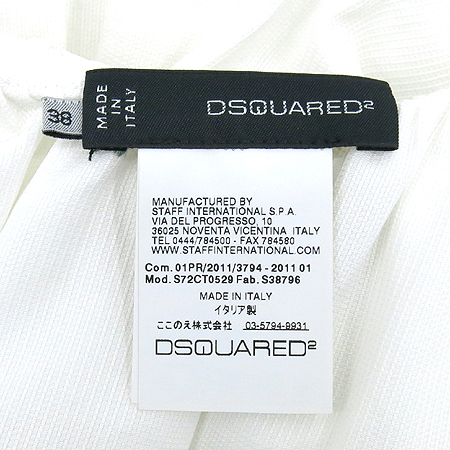 38
MADE
IN
ITALY
DSQUARED²
MANUFACTURED BY
STAFF INTERNATIONAL S.P.A.
VIA DEL PROGRESSO, 10
36025 NOVENTA VICENTINA ITALY
TEL 0444/784500 - FAX 784580
WWW.STAFFINTERNATIONAL.COM
Com. 01PR/2011/3794 - 2011 01
Mod. S72CT0529 Fab. S38796
MADE IN ITALY
イタリア製
ここのえ株式会社 03-5794-9931
DSQUARED²